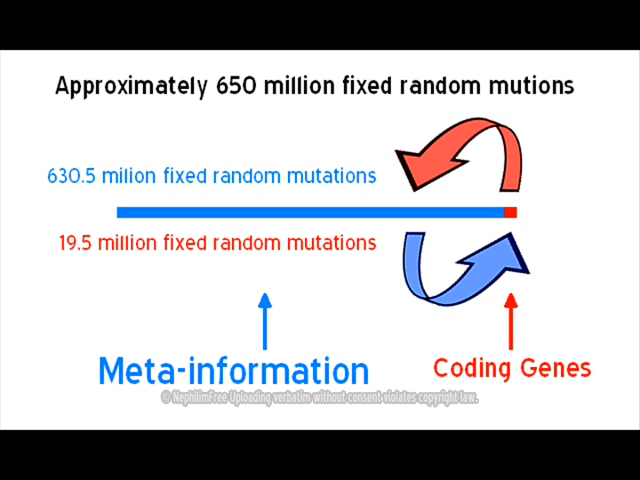 Approximately 650 million fixed random mutions
630.5 milion fixed random mutations
19.5 million fixed random mutations
Meta-information
Coding Genes
© NephilimFree Uploading verbatim without consent violates copyright law.